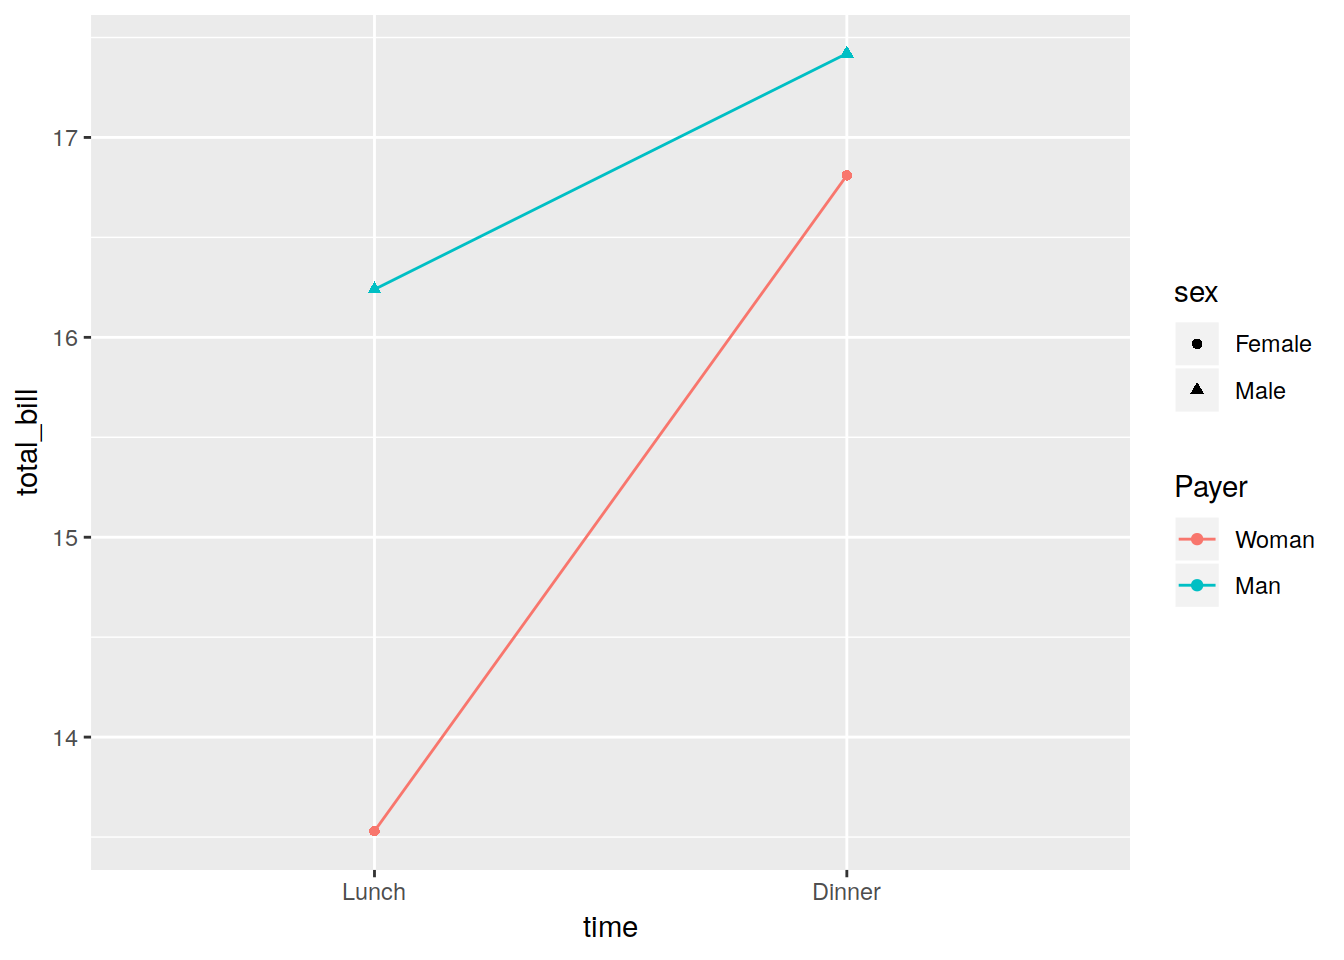 total_bill
17
16
15
14
Lunch
Dinner
time
sex
Female
Male
Payer
Woman
Man